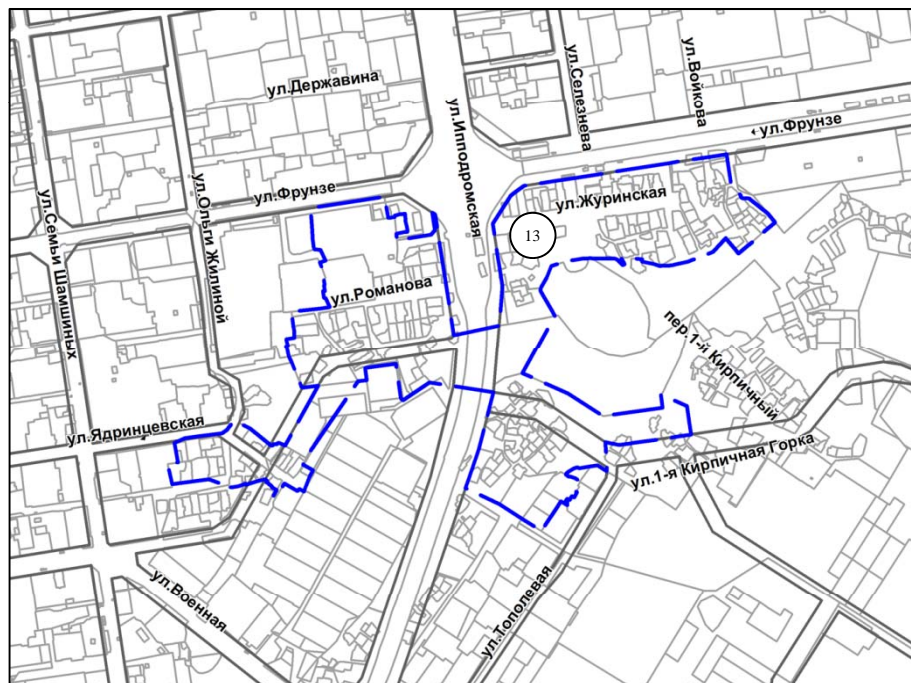 ул.Державина
ул.Ипподромская
ул.Селезнева
ул.Войкова
ул.Фрунзе
ул.Фрунзе
ул.Журинская
13
ул.Семьи Шамшиных
ул.Ольги Жилиной
ул.Романова
пер.1-й Кирпичный
ул.Ядринцевская
ул.1-я Кирпичная Горка
ул.Военная
ул.Тополевая